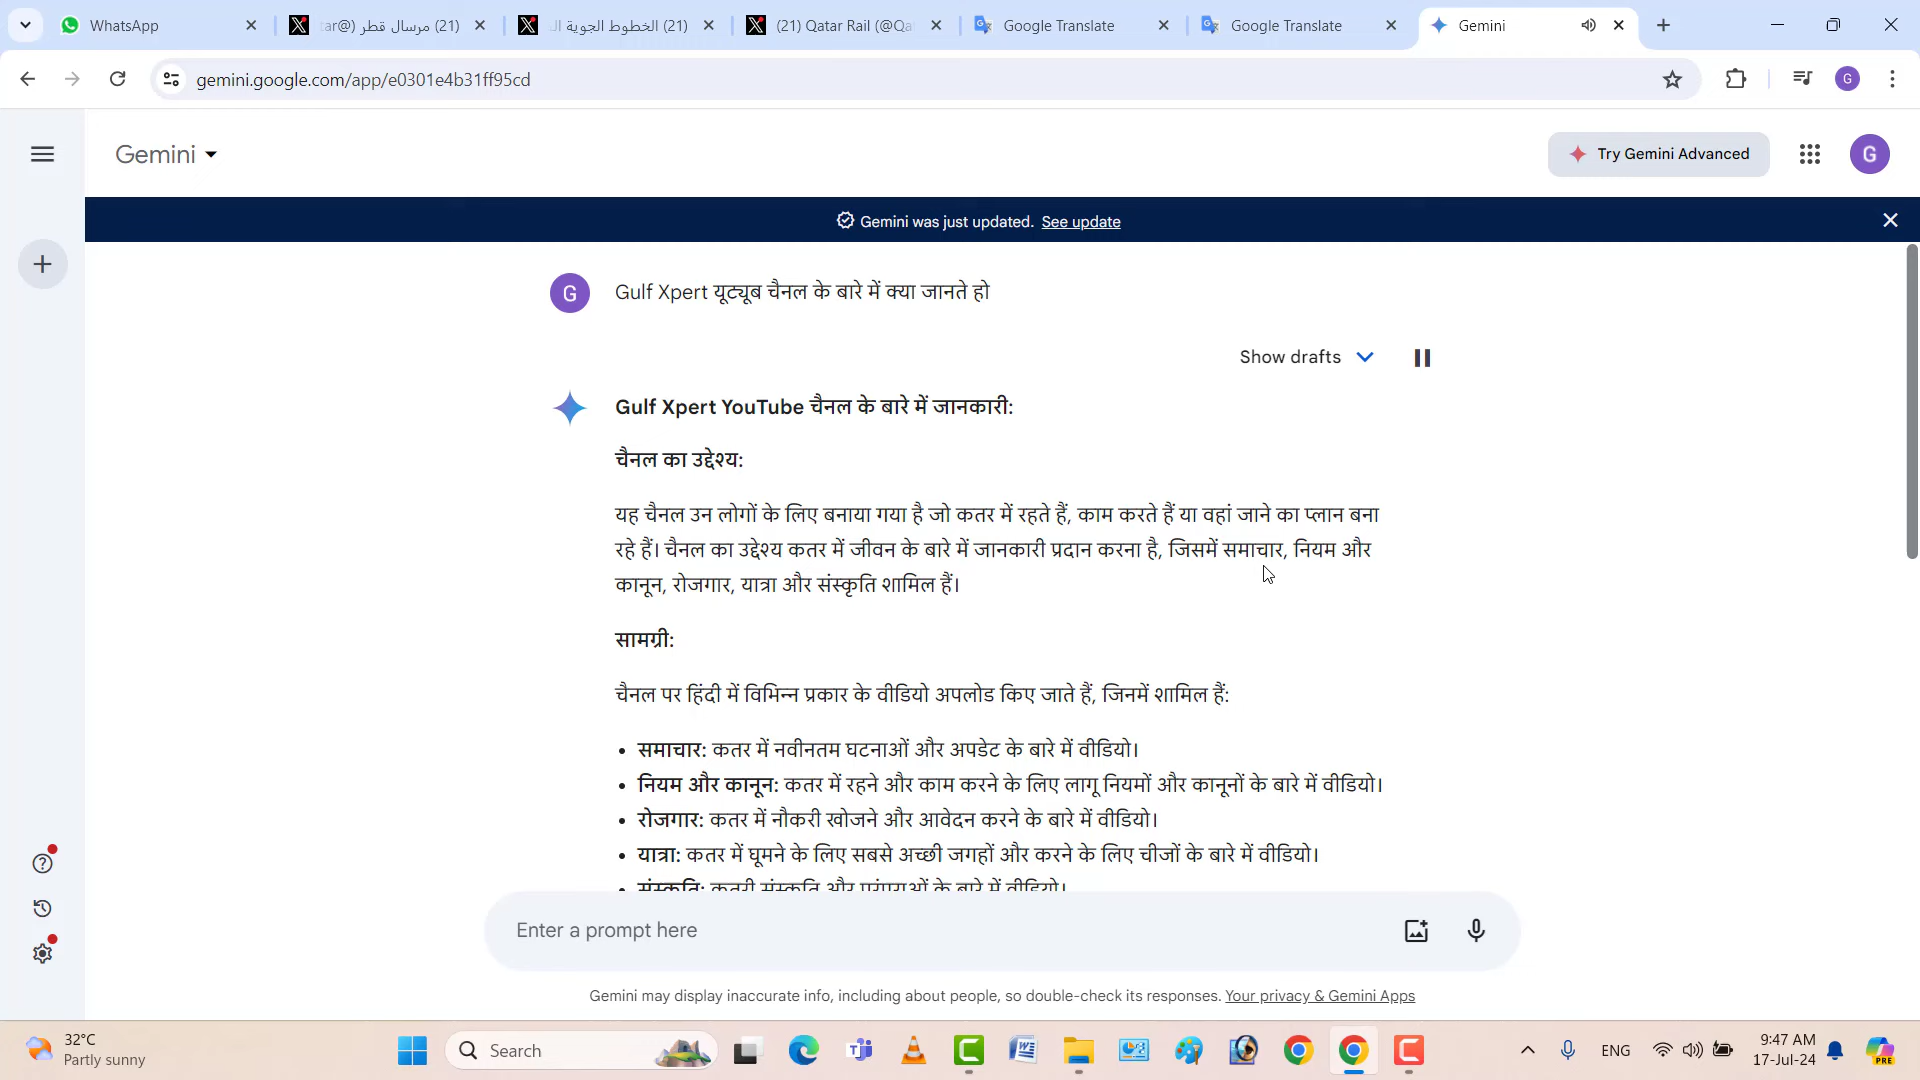 WhatsApp
(21) مرسال قطر (@
(21) الخطوط الجوية ال
(21) Qatar Rail (@Qa
Google Translate
Google Translate
Gemini
gemini.google.com/app/e0301e4b31ff95cd
G
Gemini
Try Gemini Advanced
G
Gemini was just updated. See update
G
Gulf Xpert यूट्यूब चैनल के बारे में क्या जानते हो
Show drafts
Gulf Xpert YouTube चैनल के बारे में जानकारी:
चैनल का उद्देश्य:
यह चैनल उन लोगों के लिए बनाया गया है जो कतर में रहते हैं, काम करते हैं या वहां जाने का प्लान बना
रहे हैं। चैनल का उद्देश्य कतर में जीवन के बारे में जानकारी प्रदान करना है, जिसमें समाचार, नियम और
कानून, रोजगार, यात्रा और संस्कृति शामिल हैं।
सामग्री:
चैनल पर हिंदी में विभिन्न प्रकार के वीडियो अपलोड किए जाते हैं, जिनमें शामिल हैं:
• समाचार: कतर में नवीनतम घटनाओं और अपडेट के बारे में वीडियो।
• नियम और कानून: कतर में रहने और काम करने के लिए लागू नियमों और कानूनों के बारे में वीडियो।
• रोजगार: कतर में नौकरी खोजने और आवेदन करने के बारे में वीडियो।
• यात्रा: कतर में घूमने के लिए सबसे अच्छी जगहों और करने के लिए चीजों के बारे में वीडियो।
• संस्कृति: कतरी संस्कृति और परंपराओं के बारे में वीडियो।
Enter a prompt here
Gemini may display inaccurate info, including about people, so double-check its responses. Your privacy & Gemini Apps
32°C
Partly sunny
Search
ENG
9:47 AM
17-Jul-24
PRE